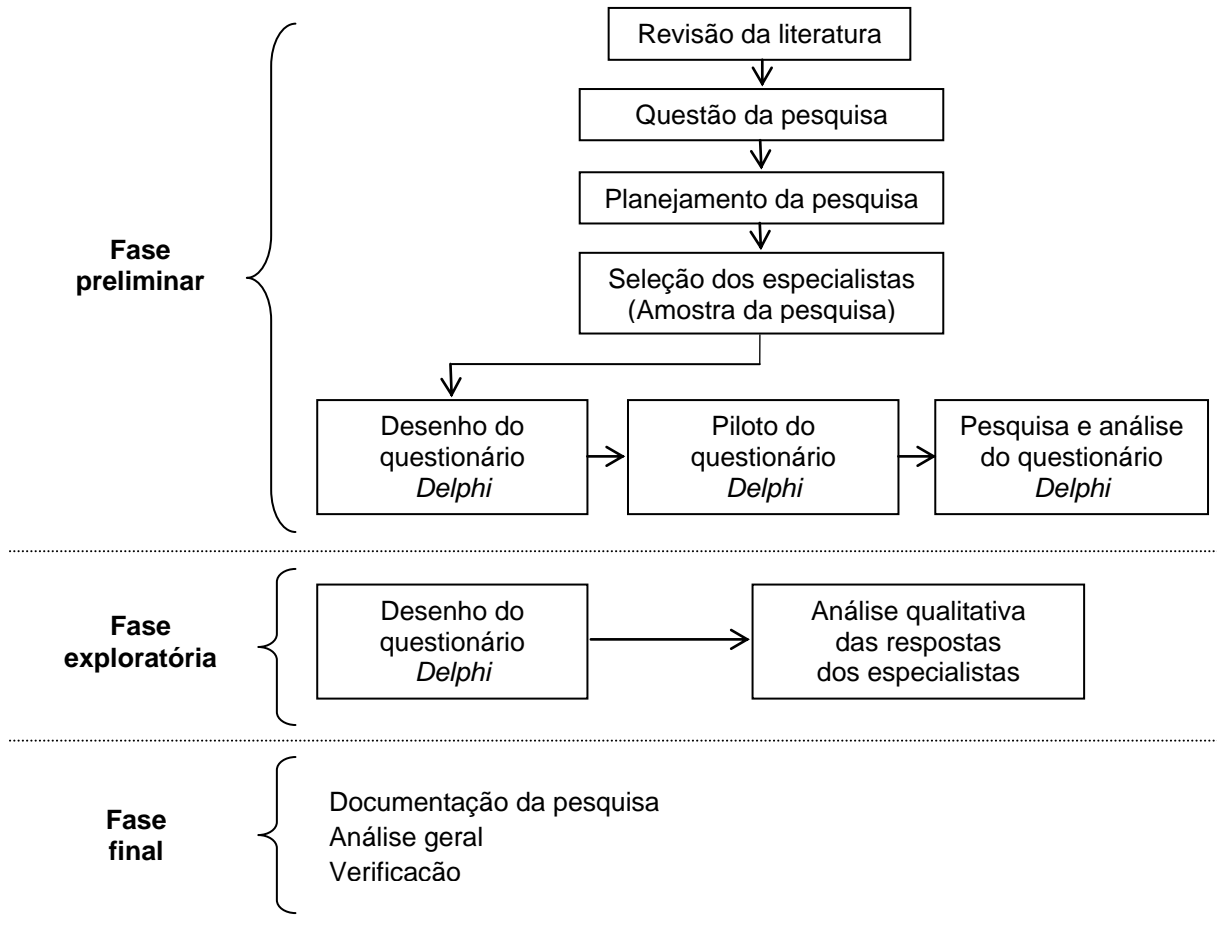 Revisão da literatura
Questão da pesquisa
Planejamento da pesquisa
Seleção dos especialistas
(Amostra da pesquisa)
Fase
preliminar
Desenho do
questionário
Delphi
Piloto do
questionário
Delphi
Pesquisa e análise
do questionário
Delphi
Fase
exploratória
Desenho do
questionário
Delphi
Análise qualitativa
das respostas
dos especialistas
Fase
final
Documentação da pesquisa
Análise geral
Verificação